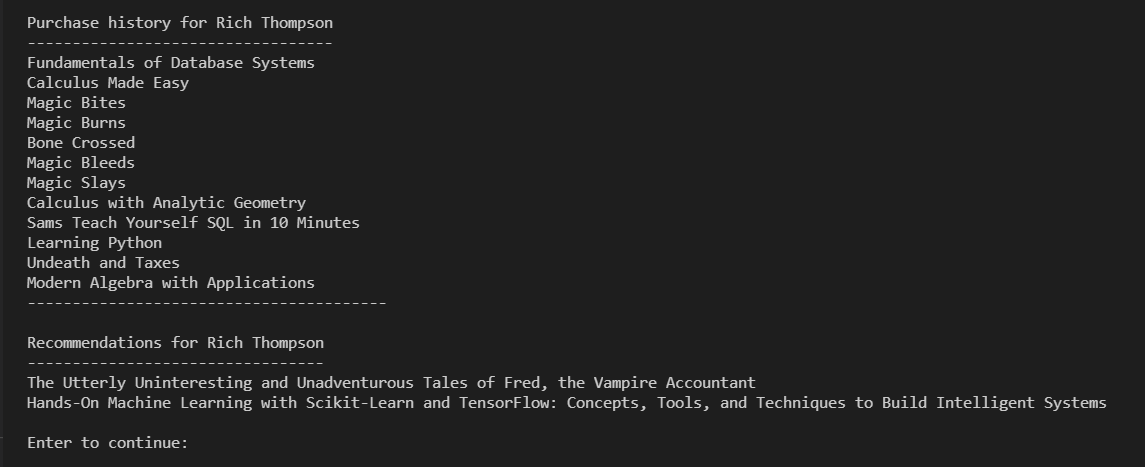 Purchase history for Rich Thompson
----------------------------------
Fundamentals of Database Systems
Calculus Made Easy
Magic Bites
Magic Burns
Bone Crossed
Magic Bleeds
Magic Slays
Calculus with Analytic Geometry
Sams Teach Yourself SQL in 10 Minutes
Learning Python
Undeath and Taxes
Modern Algebra with Applications
----------------------------------------
Recommendations for Rich Thompson
---------------------------------
The Utterly Uninteresting and Unadventurous Tales of Fred, the Vampire Accountant
Hands-On Machine Learning with Scikit-Learn and TensorFlow: Concepts, Tools, and Techniques to Build Intelligent Systems
Enter to continue: